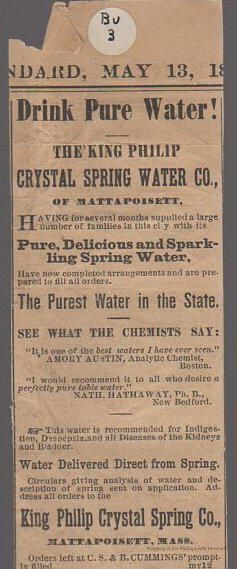 BU
3
NDARD, MAY 13, 18
Drink Pure Water!
THE KING PHILIP
CRYSTAL SPRING WATER CO.,
OF MATTAPOISETT,
HAVING for several months supplied a large
number of families in this city with its
Pure, Delicious and Spark-
ling Spring Water,
Have now completed arrangements and are pre-
pared to fill all orders.
The Purest Water in the State.
SEE WHAT THE CHEMISTS SAY:
"It is one of the best waters I have ever seen."
AMORY AUSTIN, Analytic Chemist,
Boston.
"I would recommend it to all who desire a
perfectly pure table water."
NATH. HATHAWAY, Ph. B.,
New Bedford.
☞ This water is recommended for Indiges-
tion, Dyspepsia, and all Diseases of the Kidneys
and Bladder.
Water Delivered Direct from Spring.
Circulars giving analysis of water and de-
scription of spring sent on application. Ad-
dress all orders to the
King Philip Crystal Spring Co.,
MATTAPOISETT, MASS.
Orders left at C. S. & B. CUMMINGS' prompt-
ly filled. my12